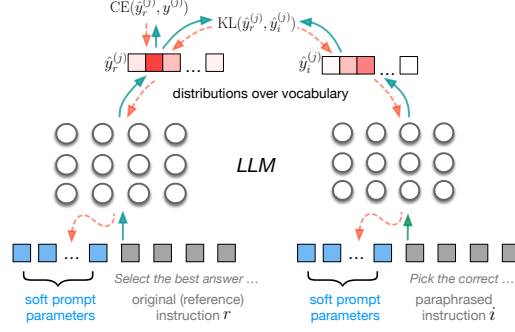 CE(ŷ_r^(j), y^(j))
KL(ŷ_r^(j), ŷ_i^(j))
ŷ_r^(j) ... ŷ_i^(j) ...
distributions over vocabulary
LLM
... ...
Select the best answer ... Pick the correct ...
soft prompt parameters
original (reference) instruction r
soft prompt parameters
paraphrased instruction i